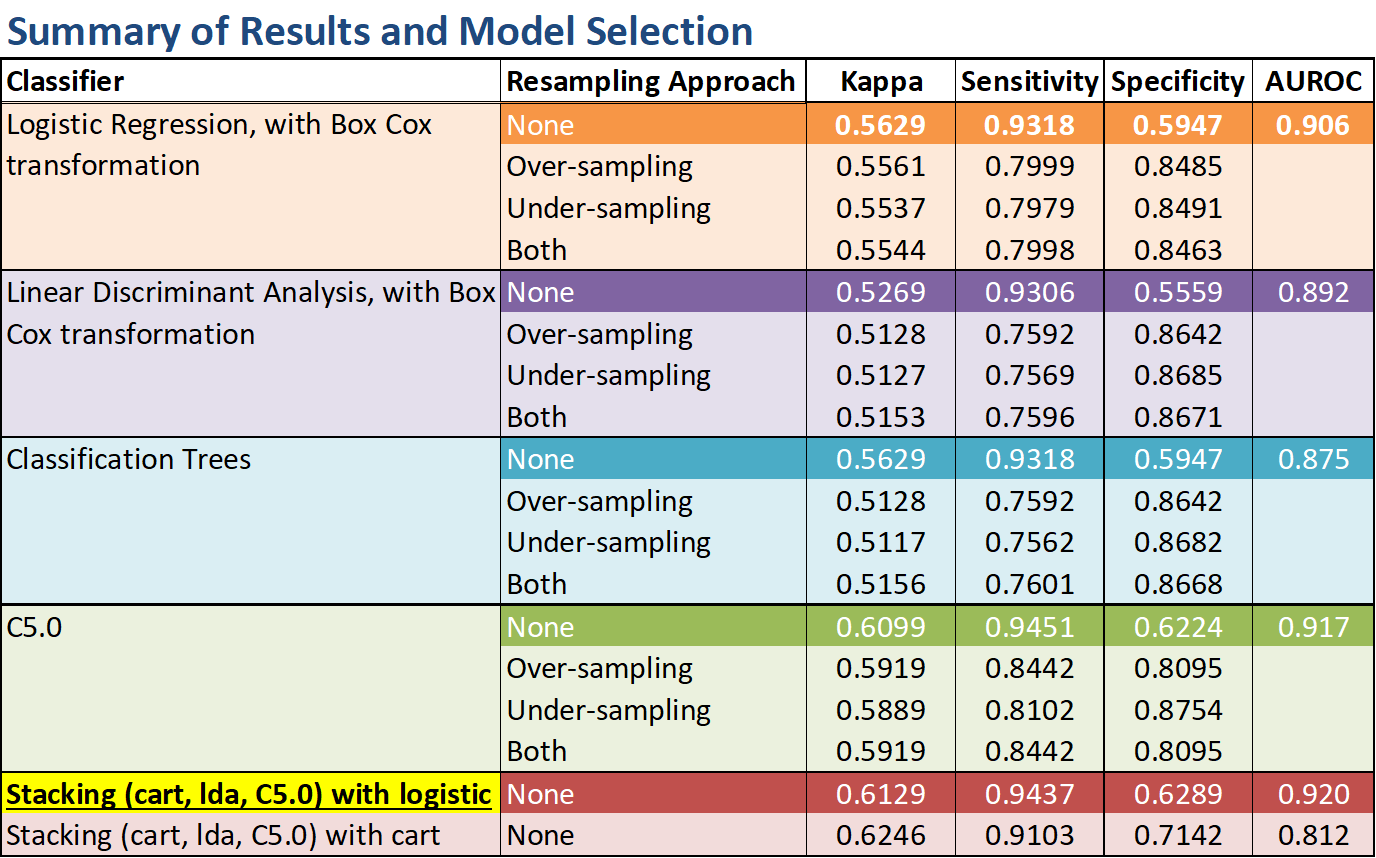 Summary of Results and Model Selection
Classifier Resampling Approach Kappa Sensitivity Specificity AUROC
Logistic Regression, with Box Cox None 0.5629 0.9318 0.5947 0.906
transformation Over-sampling 0.5561 0.7999 0.8485
Under-sampling 0.5537 0.7979 0.8491
Both 0.5544 0.7998 0.8463
Linear Discriminant Analysis, with Box None 0.5269 0.9306 0.5559 0.892
Cox transformation Over-sampling 0.5128 0.7592 0.8642
Under-sampling 0.5127 0.7569 0.8685
Both 0.5153 0.7596 0.8671
Classification Trees None 0.5629 0.9318 0.5947 0.875
Over-sampling 0.5128 0.7592 0.8642
Under-sampling 0.5117 0.7562 0.8682
Both 0.5156 0.7601 0.8668
C5.0 None 0.6099 0.9451 0.6224 0.917
Over-sampling 0.5919 0.8442 0.8095
Under-sampling 0.5889 0.8102 0.8754
Both 0.5919 0.8442 0.8095
Stacking (cart, lda, C5.0) with logistic None 0.6129 0.9437 0.6289 0.920
Stacking (cart, lda, C5.0) with cart None 0.6246 0.9103 0.7142 0.812